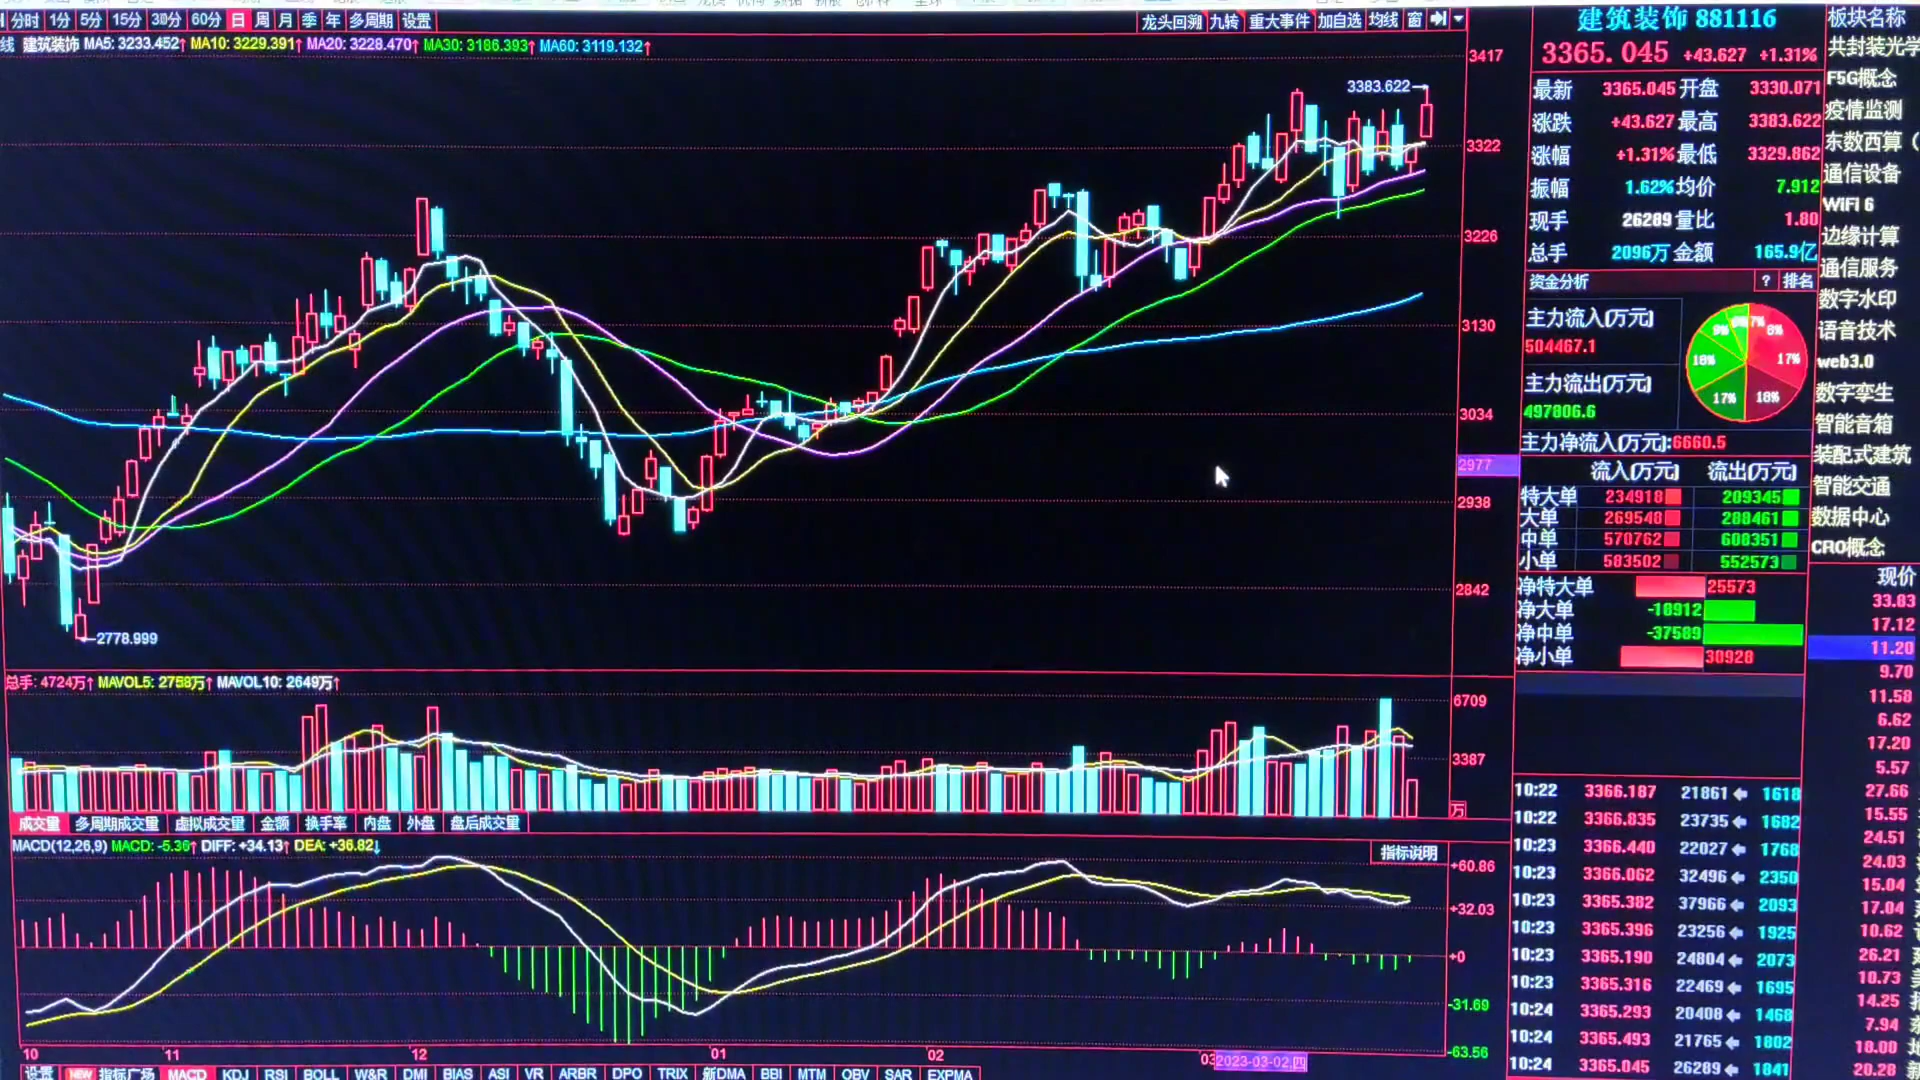 分时 1分 5分 15分 30分 60分 日 周 月 季 年 多周期 设置
龙头回溯 九转 重大事件 加自选 均线 窗
线 建筑装饰 MA5: 3233.452↑ MA10: 3229.391↑ MA20: 3228.470↑ MA30: 3186.393↑ MA60: 3119.132↑
3417
3383.622
3322
3226
3130
3034
2977
2938
2842
2778.999
总手: 4724万↑ MAVOL5: 2758万↑ MAVOL10: 2649万↑
6709
3387
万
成交量 多周期成交量 虚拟成交量 金额 换手率 内盘 外盘 盘后成交量
MACD(12,26,9) MACD: -5.36↑ DIFF: +34.13↑ DEA: +36.82↓
指标说明
+60.86
+32.03
+0
-31.69
-63.56
10 11 12 01 02 03 2023-03-02,四
设置 NEW 指标广场 MACD KDJ RSI BOLL W&R DMI BIAS ASI VR ARBR DPO TRIX 新DMA BBI MTM OBV SAR EXPMA
建筑装饰 881116
3365.045 +43.627 +1.31%
最新 3365.045 开盘 3330.071
涨跌 +43.627 最高 3383.622
涨幅 +1.31% 最低 3329.862
振幅 1.62% 均价 7.912
现手 26289 量比 1.80
总手 2096万 金额 165.9亿
资金分析 ? 排名
主力流入(万元)
504467.1
主力流出(万元)
497806.6
9% 7% 8%
18% 17%
17% 18%
主力净流入(万元):6660.5
流入(万元) 流出(万元)
特大单 234918 209345
大单 269548 288461
中单 570762 608351
小单 583502 552573
净特大单 25573
净大单 -18912
净中单 -37589
净小单 30928
10:22 3366.187 21861 1618
10:22 3366.835 23735 1682
10:23 3366.440 22027 1768
10:23 3366.062 32496 2350
10:23 3365.382 37966 2093
10:23 3365.396 23256 1925
10:23 3365.190 24804 2073
10:23 3365.316 22469 1695
10:24 3365.293 20408 1468
10:24 3365.493 21765 1802
10:24 3365.045 26289 1841
板块名称
共封装光学
F5G概念
疫情监测
东数西算（
通信设备
WiFi 6
边缘计算
通信服务
数字水印
语音技术
web3.0
数字孪生
智能音箱
装配式建筑
智能交通
数据中心
CRO概念
现价
33.83
17.12
11.20
9.70
11.58
6.62
17.20
5.57
27.66
15.55
24.51
24.03
15.04
17.04
10.62
26.21
10.73
14.25
7.94
18.00
20.28